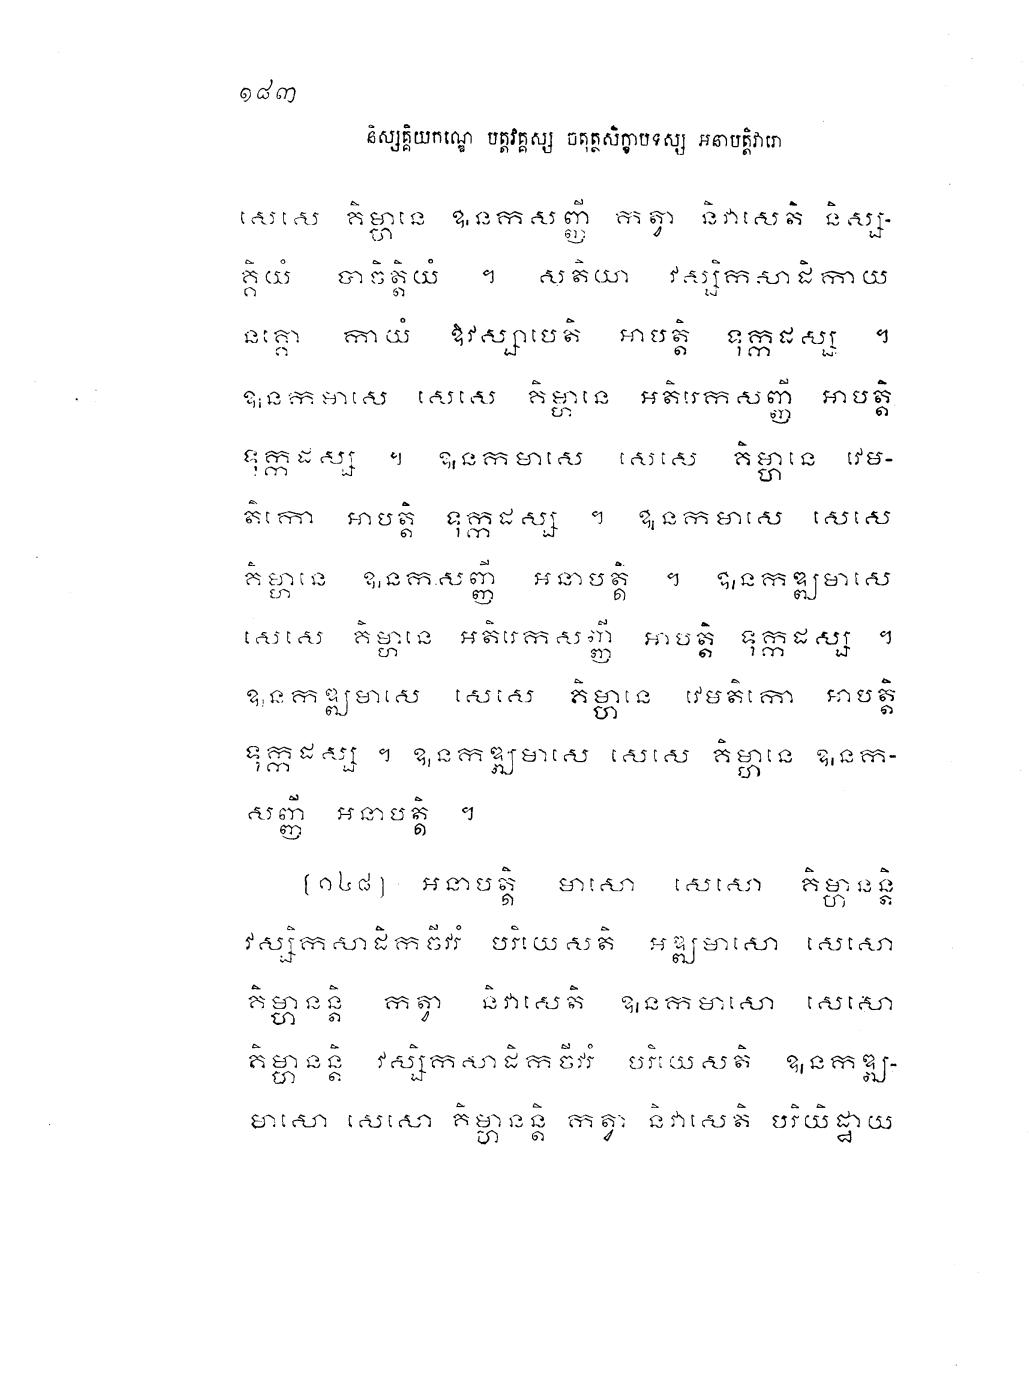 ១៨៣
និស្សគ្គិយកណ្ឌេ បត្តវគ្គស្ស ចតុត្ថសិក្ខាបទស្ស អនាបត្តិវារោ
សេសេ គិម្ហានេ ឩនកសញ្ញី កត្វា និវាសេតិ និស្ស-
គ្គិយំ បាចិត្តិយំ ។ សតិយា វស្សិកសាដិកាយ
នគ្គោ កាយំ ឱវស្សាបេតិ អាបត្តិ ទុក្កដស្ស ។
ឩនកមាសេ សេសេ គិម្ហានេ អតិរេកសញ្ញី អាបត្តិ
ទុក្កដស្ស ។ ឩនកមាសេ សេសេ គិម្ហានេ វេម-
តិកោ អាបត្តិ ទុក្កដស្ស ។ ឩនកមាសេ សេសេ
គិម្ហានេ ឩនកសញ្ញី អនាបត្តិ ។ ឩនកឌ្ឍមាសេ
សេសេ គិម្ហានេ អតិរេកសញ្ញី អាបត្តិ ទុក្កដស្ស ។
ឩនកឌ្ឍមាសេ សេសេ គិម្ហានេ វេមតិកោ អាបត្តិ
ទុក្កដស្ស ។ ឩនកឌ្ឍមាសេ សេសេ គិម្ហានេ ឩនក-
សញ្ញី អនាបត្តិ ។
(១៤៨) អនាបត្តិ មាសោ សេសោ គិម្ហានន្តិ
វស្សិកសាដិកចីវរំ បរិយេសតិ អឌ្ឍមាសោ សេសោ
គិម្ហានន្តិ កត្វា និវាសេតិ ឩនកមាសោ សេសោ
គិម្ហានន្តិ វស្សិកសាដិកចីវរំ បរិយេសតិ ឩនកឌ្ឍ-
មាសោ សេសោ គិម្ហានន្តិ កត្វា និវាសេតិ បរិយិដ្ឋាយ